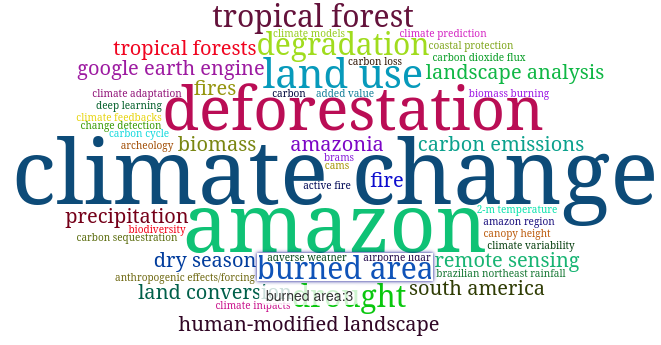 tropical forest
climate models
climate prediction
tropical forests
degradation
coastal protection
carbon loss
carbon dioxide flux
google earth engine
land use
landscape analysis
climate adaptation
fires
carbon
added value
biomass burning
deep learning
deforestation
climate feedbacks
change detection
carbon cycle
archeology
biomass
amazonia
carbon emissions
brams
cams
climate change
active fire
fire
precipitation
amazon
2-m temperature
amazon region
biodiversity
canopy height
carbon sequestration
climate variability
dry season
adverse weather
airborne lidar
burned area
remote sensing
anthropogenic effects/forcing
brazilian northeast rainfall
land conversion
burned area:3
drought
south america
climate impacts
human-modified landscape